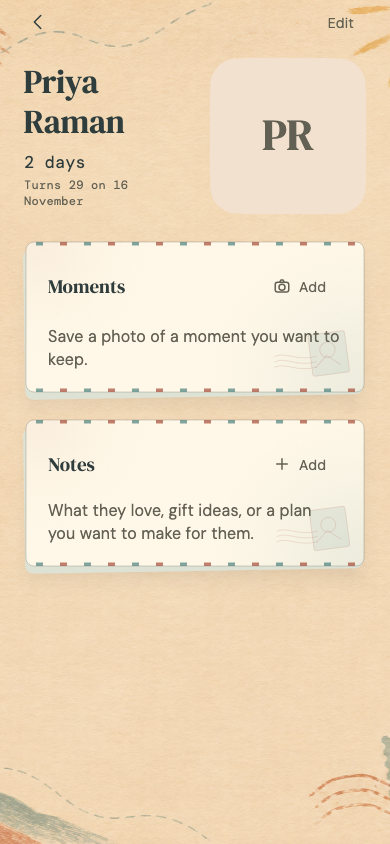 Edit
Priya
Raman
2 days
Turns 29 on 16
November
PR
Moments
Add
Save a photo of a moment you want to
keep.
Notes
Add
What they love, gift ideas, or a plan
you want to make for them.